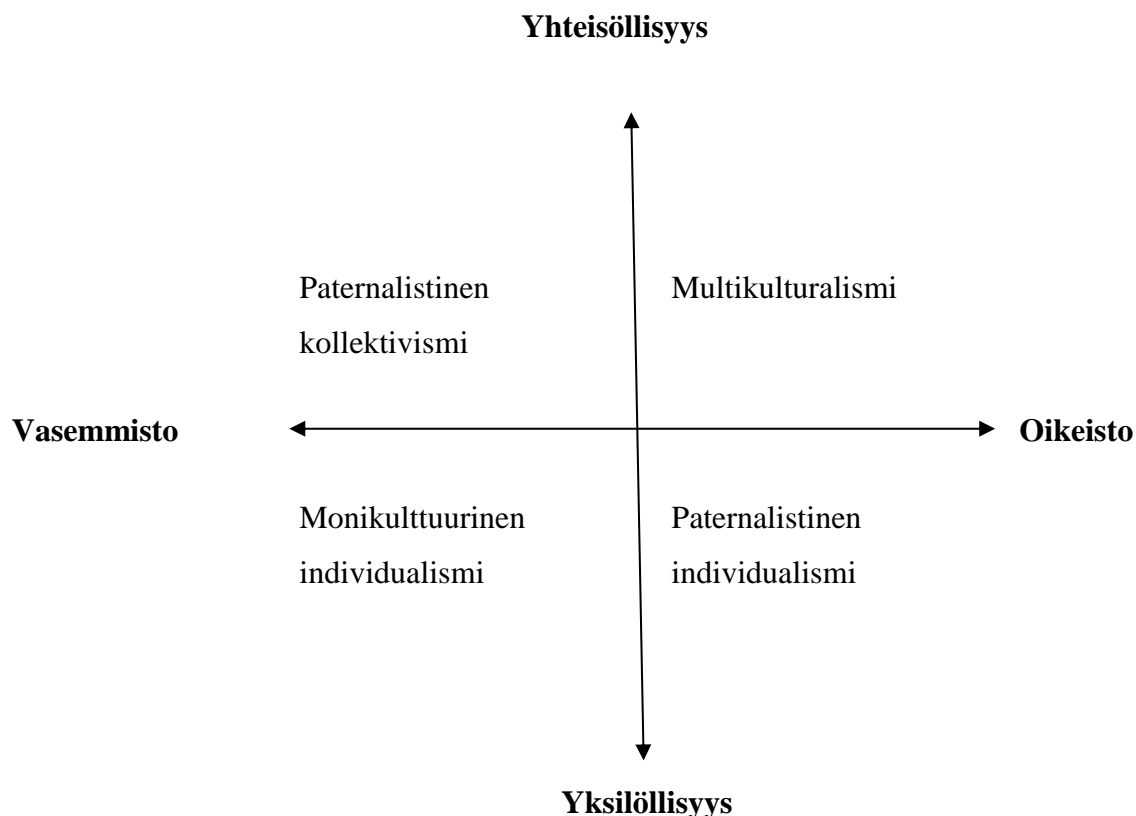 Yhteisöllisyys
Paternalistinen
kollektivismi
Multikulturalismi
Vasemmisto
Oikeisto
Monikulttuurinen
individualismi
Paternalistinen
individualismi
Yksilöllisyys